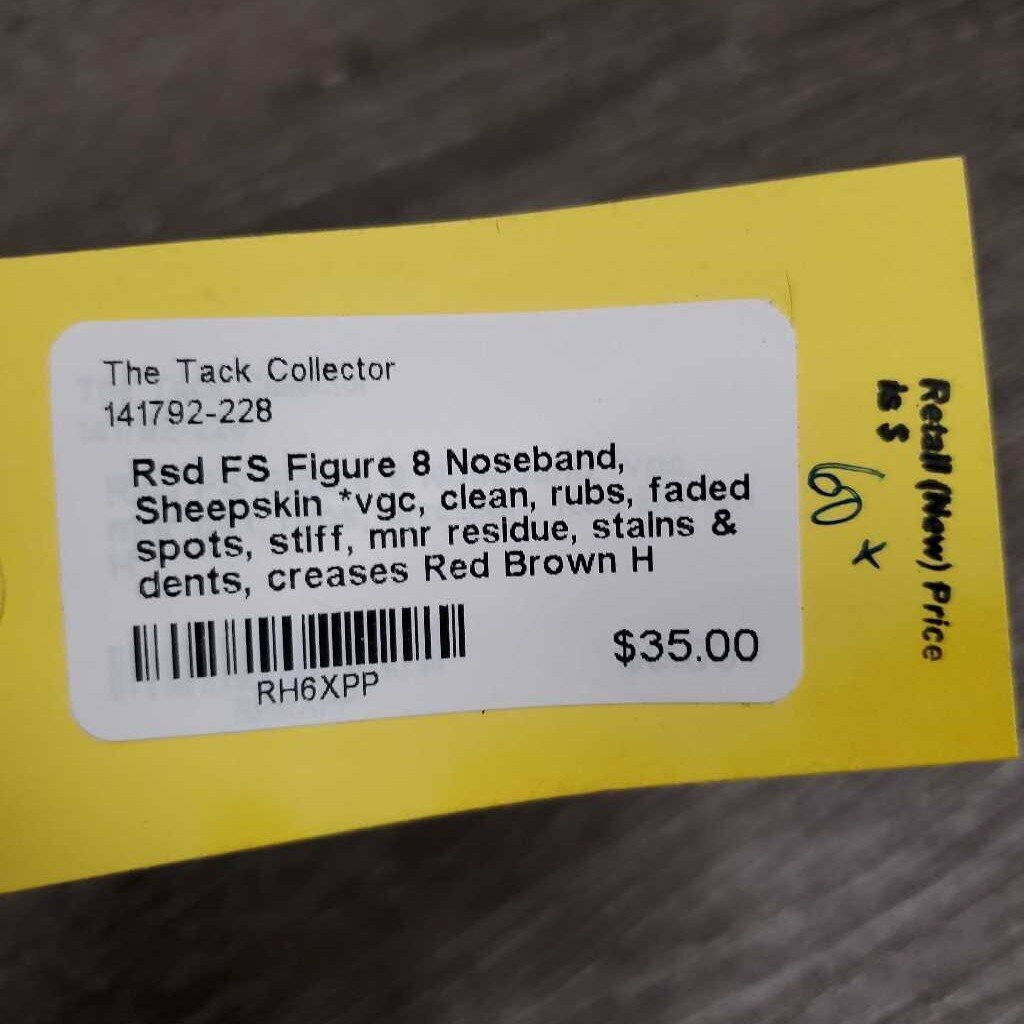 The Tack Collector
141792-228
Rsd FS Figure 8 Noseband,
Sheepskin *vgc, clean, rubs, faded
spots, stiff, mnr residue, stains &
dents, creases Red Brown H
RH6XPP
$35.00
Retail (New) Price
is $